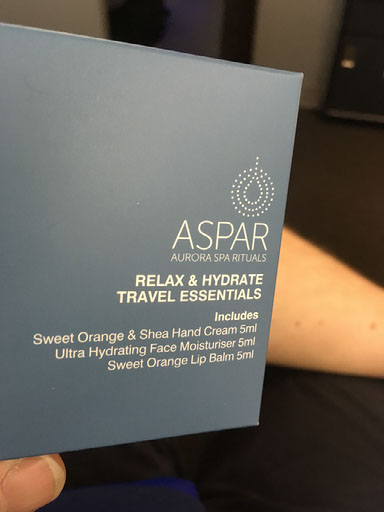 ASPAR
AURORA SPA RITUALS
RELAX & HYDRATE
TRAVEL ESSENTIALS
Includes
Sweet Orange & Shea Hand Cream 5ml
Ultra Hydrating Face Moisturiser 5ml
Sweet Orange Lip Balm 5ml